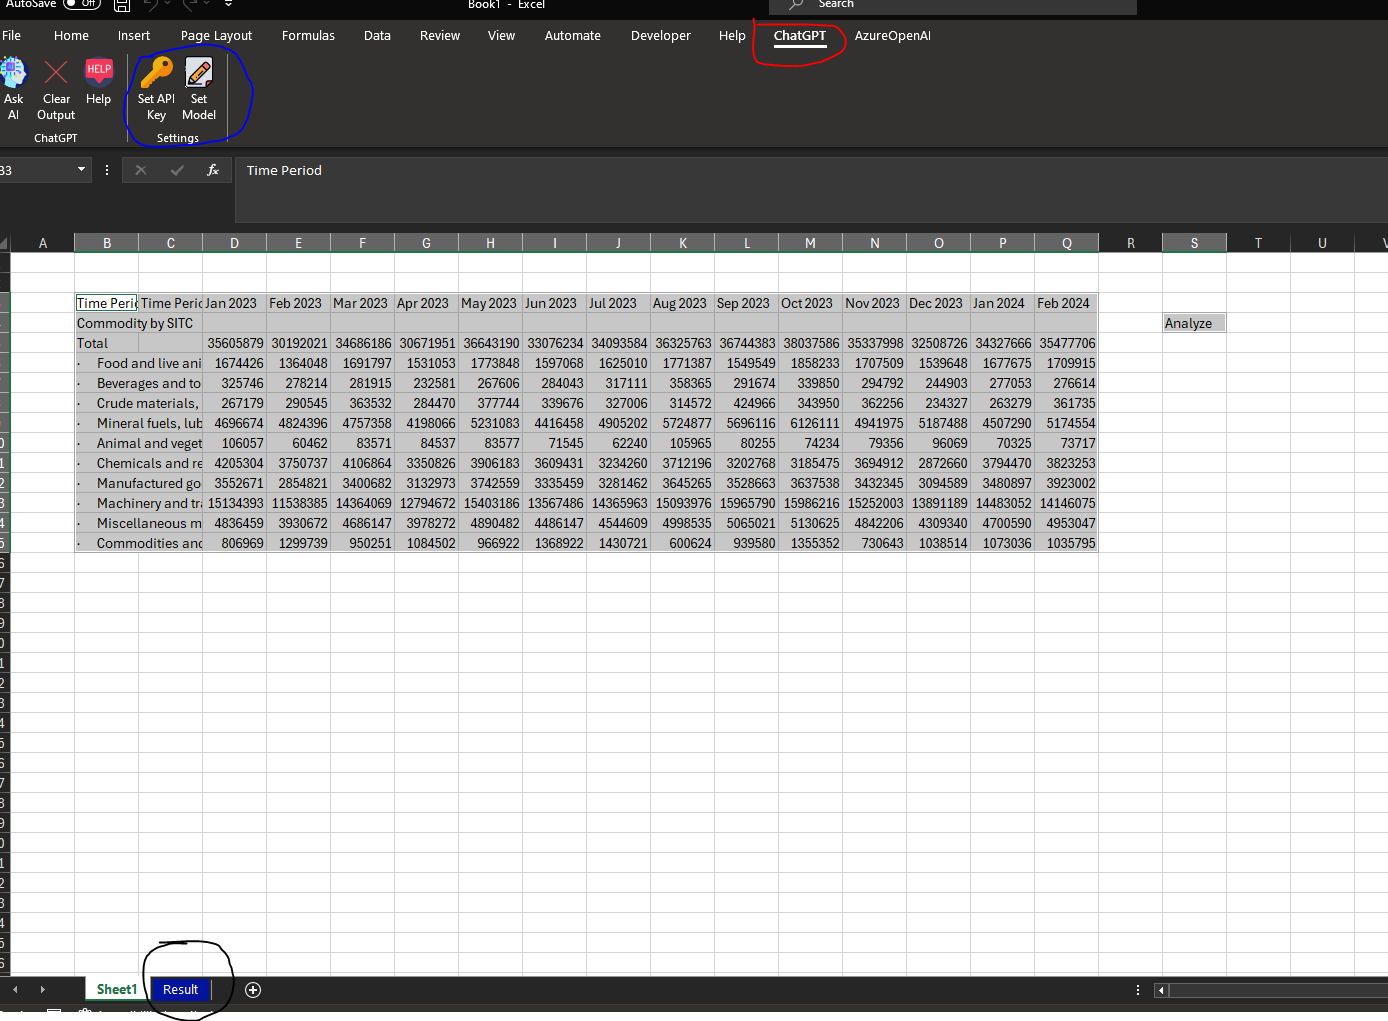 AutoSave Off Book1 - Excel Search
File Home Insert Page Layout Formulas Data Review View Automate Developer Help ChatGPT AzureOpenAI
HELP
Ask Clear Help Set API Set
AI Output Key Model
ChatGPT Settings
B3 fx Time Period
A B C D E F G H I J K L M N O P Q R S T U V
Time Peri Time Peri Jan 2023 Feb 2023 Mar 2023 Apr 2023 May 2023 Jun 2023 Jul 2023 Aug 2023 Sep 2023 Oct 2023 Nov 2023 Dec 2023 Jan 2024 Feb 2024
Commodity by SITC Analyze
Total 35605879 30192021 34686186 30671951 36643190 33076234 34093584 36325763 36744383 38037586 35337998 32508726 34327666 35477706
· Food and live ani 1674426 1364048 1691797 1531053 1773848 1597068 1625010 1771387 1549549 1858233 1707509 1539648 1677675 1709915
· Beverages and to 325746 278214 281915 232581 267606 284043 317111 358365 291674 339850 294792 244903 277053 276614
· Crude materials, 267179 290545 363532 284470 377744 339676 327006 314572 424966 343950 362256 234327 263279 361735
· Mineral fuels, lub 4696674 4824396 4757358 4198066 5231083 4416458 4905202 5724877 5696116 6126111 4941975 5187488 4507290 5174554
· Animal and veget 106057 60462 83571 84537 83577 71545 62240 105965 80255 74234 79356 96069 70325 73717
· Chemicals and re 4205304 3750737 4106864 3350826 3906183 3609431 3234260 3712196 3202768 3185475 3694912 2872660 3794470 3823253
· Manufactured go 3552671 2854821 3400682 3132973 3742559 3335459 3281462 3645265 3528663 3637538 3432345 3094589 3480897 3923002
· Machinery and tr 15134393 11538385 14364069 12794672 15403186 13567486 14365963 15093976 15965790 15986216 15252003 13891189 14483052 14146075
· Miscellaneous m 4836459 3930672 4686147 3978272 4890482 4486147 4544609 4998535 5065021 5130625 4842206 4309340 4700590 4953047
· Commodities and 806969 1299739 950251 1084502 966922 1368922 1430721 600624 939580 1355352 730643 1038514 1073036 1035795
Sheet1 Result